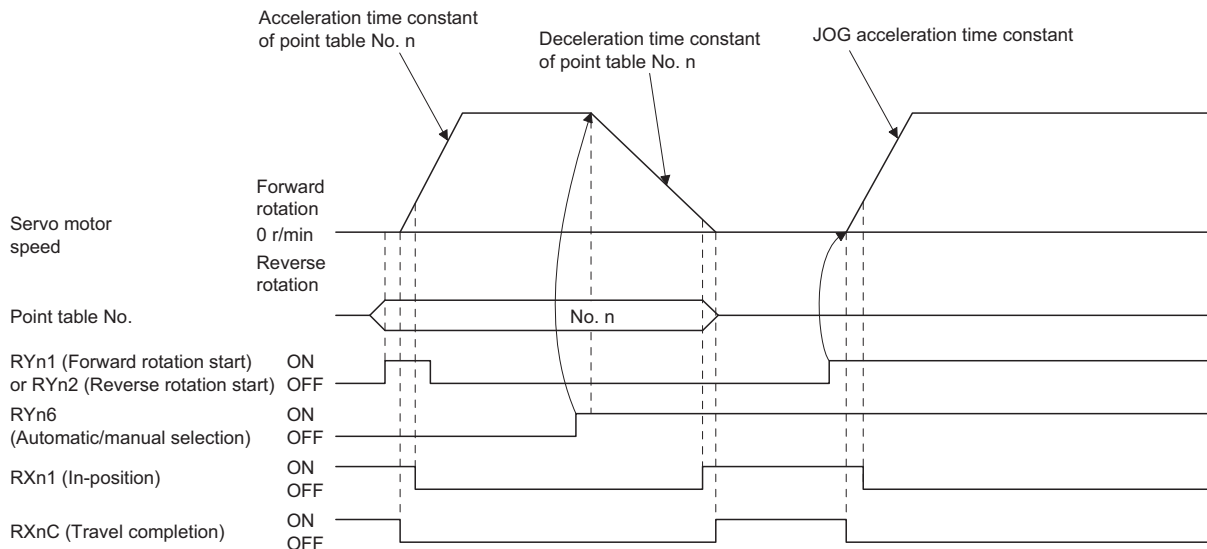 Acceleration time constant
of point table No. n
Deceleration time constant
of point table No. n
JOG acceleration time constant
Servo motor
speed
Forward
rotation
0 r/min
Reverse
rotation
Point table No.
No. n
RYn1 (Forward rotation start)
or RYn2 (Reverse rotation start)
ON
OFF
RYn6
(Automatic/manual selection)
ON
OFF
RXn1 (In-position)
ON
OFF
RXnC (Travel completion)
ON
OFF